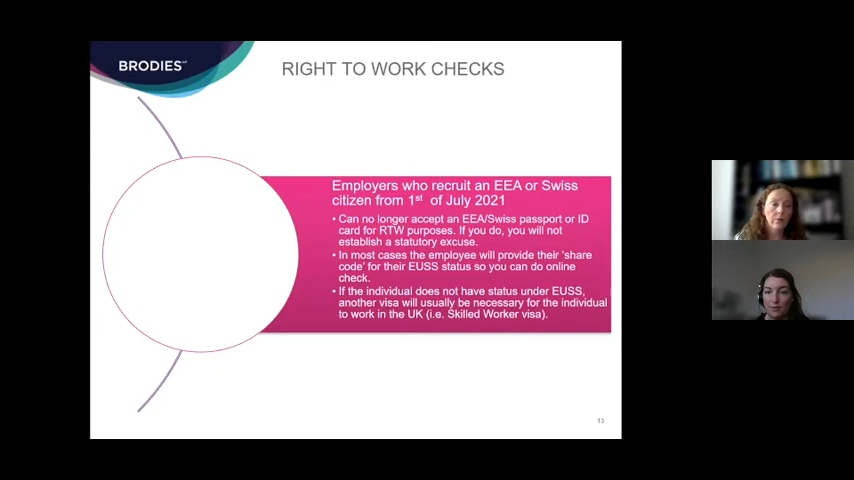 BRODIES LLP
RIGHT TO WORK CHECKS
Employers who recruit an EEA or Swiss
citizen from 1st of July 2021
• Can no longer accept an EEA/Swiss passport or ID
card for RTW purposes. If you do, you will not
establish a statutory excuse.
• In most cases the employee will provide their ‘share
code’ for their EUSS status so you can do online
check.
• If the individual does not have status under EUSS,
another visa will usually be necessary for the individual
to work in the UK (i.e. Skilled Worker visa).
13